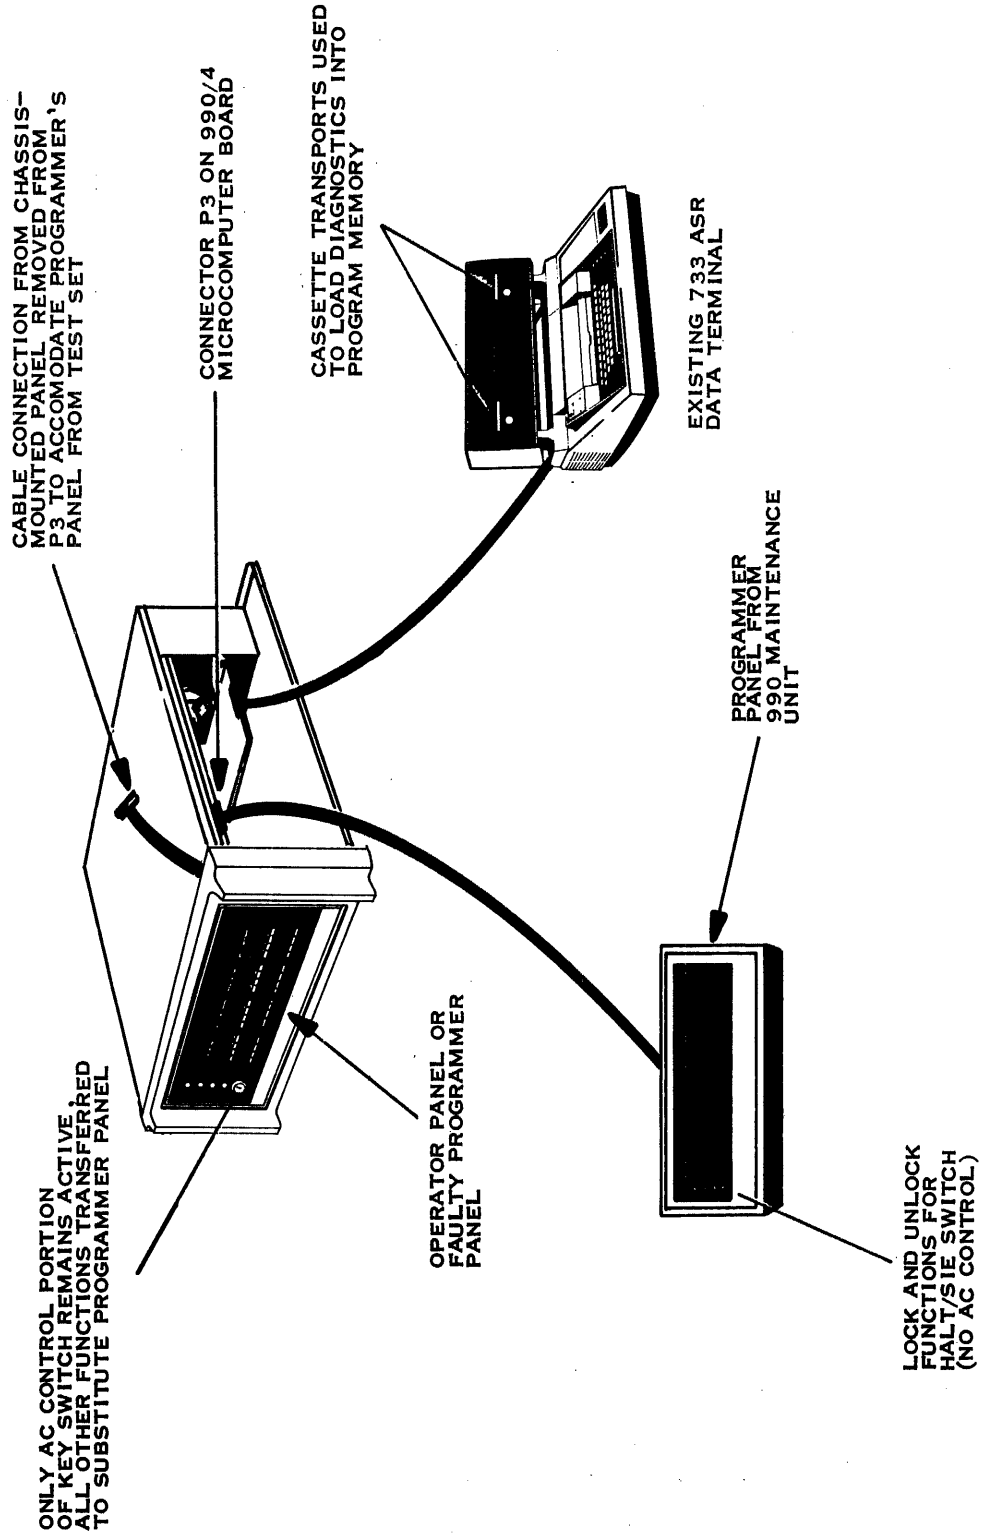 ONLY AC CONTROL PORTION
OF KEY SWITCH REMAINS ACTIVE,
ALL OTHER FUNCTIONS TRANSFERRED
TO SUBSTITUTE PROGRAMMER PANEL
CABLE CONNECTION FROM CHASSIS-
MOUNTED PANEL REMOVED FROM
P3 TO ACCOMODATE PROGRAMMER'S
PANEL FROM TEST SET
CONNECTOR P3 ON 990/4
MICROCOMPUTER BOARD
CASSETTE TRANSPORTS USED
TO LOAD DIAGNOSTICS INTO
PROGRAM MEMORY
OPERATOR PANEL OR
FAULTY PROGRAMMER
PANEL
EXISTING 733 ASR
DATA TERMINAL
PROGRAMMER
PANEL FROM
990 MAINTENANCE
UNIT
LOCK AND UNLOCK
FUNCTIONS FOR
HALT/SIE SWITCH
(NO AC CONTROL)